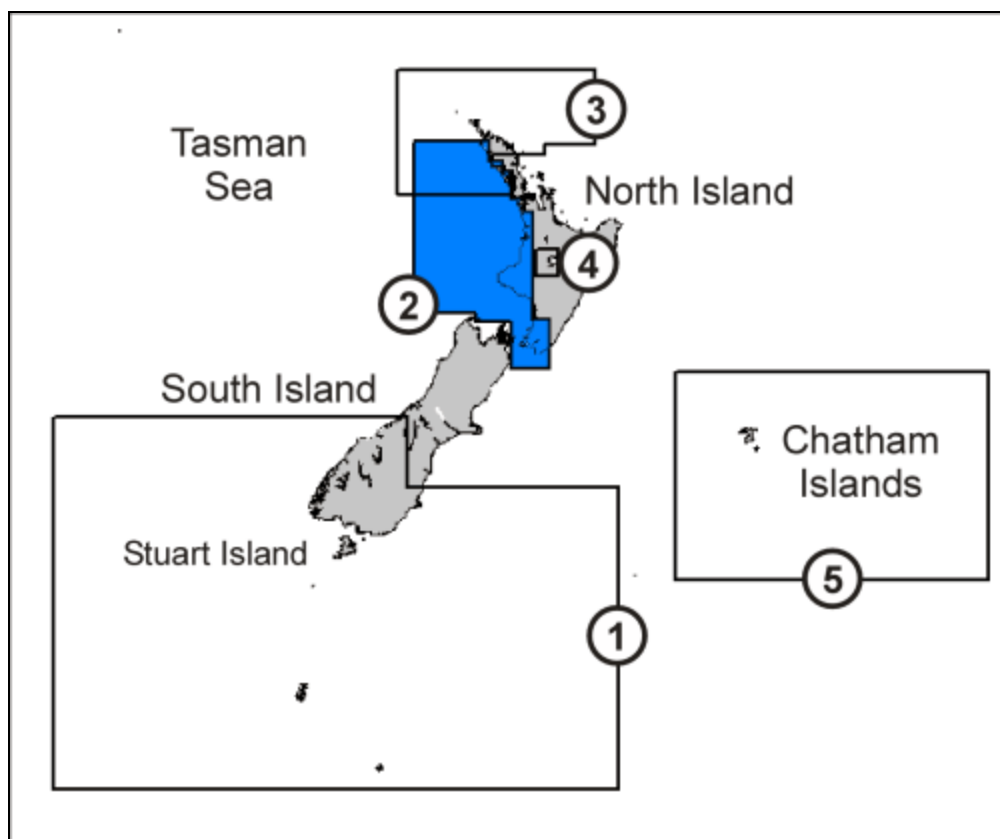 3
Tasman
Sea
North Island
4
2
South Island
Chatham
Islands
Stuart Island
5
1